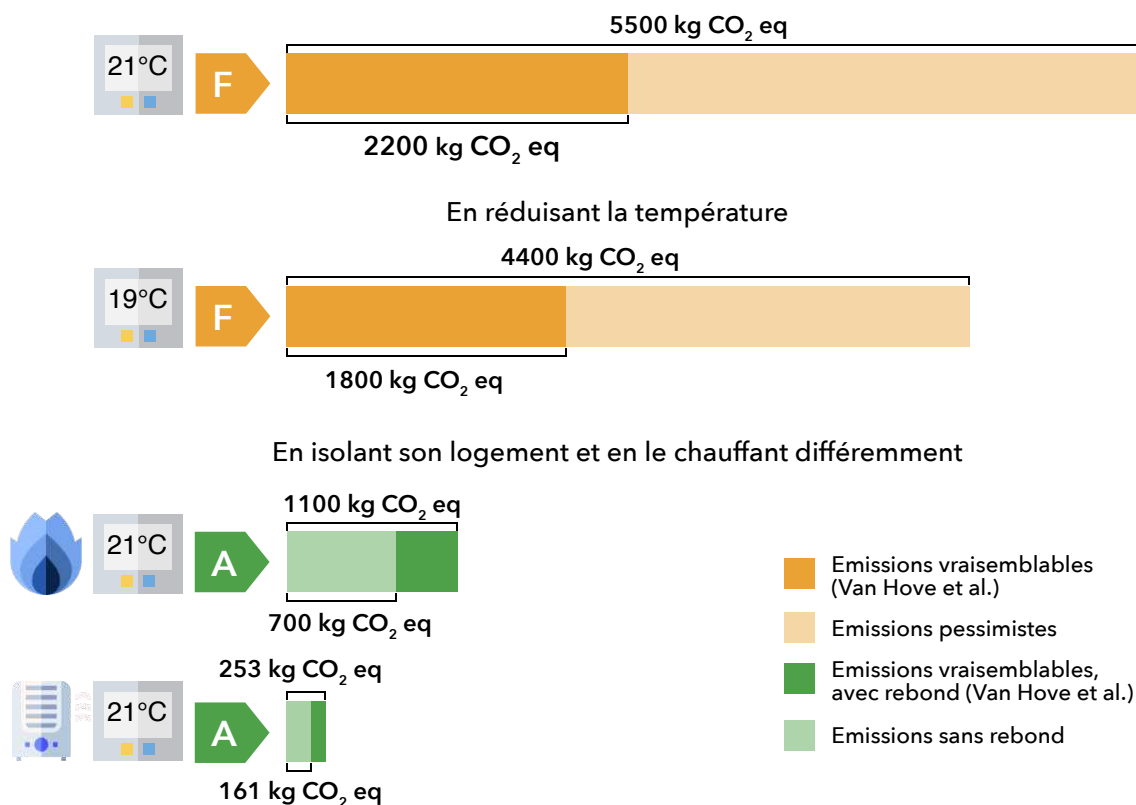 5500 kg CO₂ eq
21°C
F
2200 kg CO₂ eq
En réduisant la température
4400 kg CO₂ eq
19°C
F
1800 kg CO₂ eq
En isolant son logement et en le chauffant différemment
1100 kg CO₂ eq
21°C
A
700 kg CO₂ eq
253 kg CO₂ eq
21°C
A
161 kg CO₂ eq
Emissions vraisemblables
(Van Hove et al.)
Emissions pessimistes
Emissions vraisemblables,
avec rebond (Van Hove et al.)
Emissions sans rebond